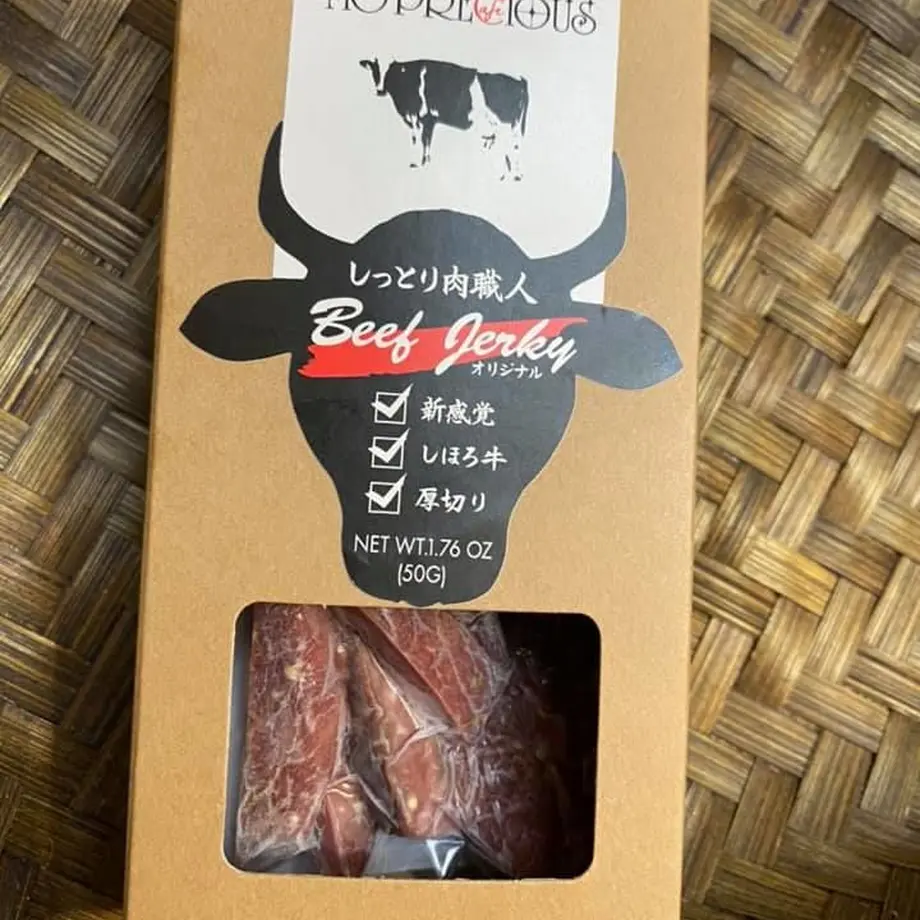 しっとり肉職人
Beef Jerky
オリジナル
新感覚
しほろ牛
厚切り
NET WT.1.76 OZ
(50G)